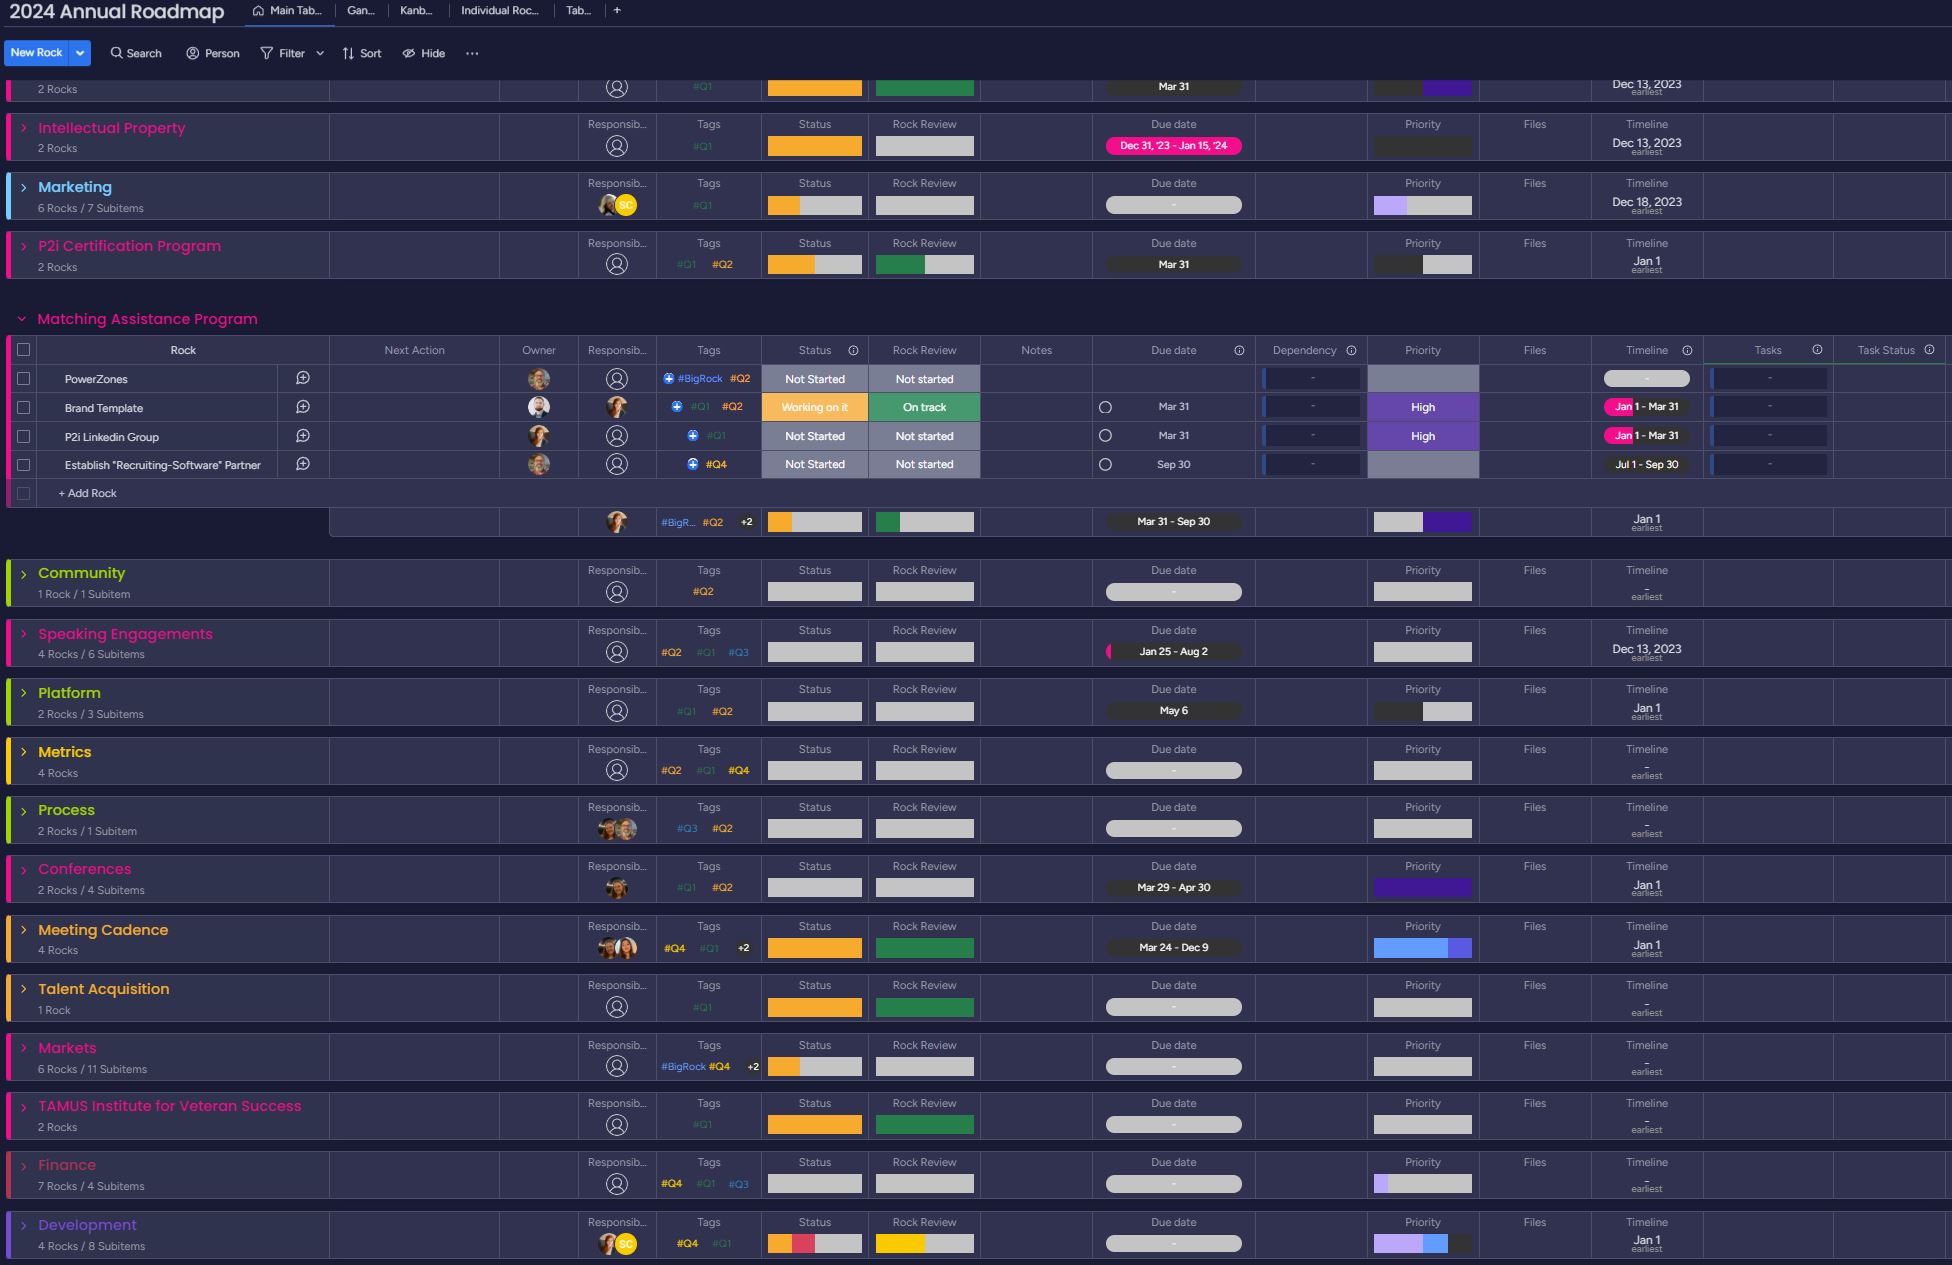 2024 Annual Roadmap Main Tab... Gan... Kanb... Individual Roc... Tab... +
New Rock Search Person Filter Sort Hide ...
2 Rocks #Q1 Mar 31 Dec 13, 2023
earliest
Intellectual Property Responsib... Tags Status Rock Review Due date Priority Files Timeline
2 Rocks #Q1 Dec 31, '23 - Jan 15, '24 Dec 13, 2023
earliest
Marketing Responsib... Tags Status Rock Review Due date Priority Files Timeline
6 Rocks / 7 Subitems SC #Q1 - Dec 18, 2023
earliest
P2i Certification Program Responsib... Tags Status Rock Review Due date Priority Files Timeline
2 Rocks #Q1 #Q2 Mar 31 Jan 1
earliest
Matching Assistance Program
Rock Next Action Owner Responsib... Tags Status Rock Review Notes Due date Dependency Priority Files Timeline Tasks Task Status
PowerZones #BigRock #Q2 Not Started Not started - - -
Brand Template #Q1 #Q2 Working on it On track Mar 31 - High Jan 1 - Mar 31 -
P2i Linkedin Group #Q1 Not Started Not started Mar 31 - High Jan 1 - Mar 31 -
Establish "Recruiting-Software" Partner #Q4 Not Started Not started Sep 30 - Jul 1 - Sep 30 -
+ Add Rock
#BigR... #Q2 +2 Mar 31 - Sep 30 Jan 1
earliest
Community Responsib... Tags Status Rock Review Due date Priority Files Timeline
1 Rock / 1 Subitem #Q2 - -
earliest
Speaking Engagements Responsib... Tags Status Rock Review Due date Priority Files Timeline
4 Rocks / 6 Subitems #Q2 #Q1 #Q3 Jan 25 - Aug 2 Dec 13, 2023
earliest
Platform Responsib... Tags Status Rock Review Due date Priority Files Timeline
2 Rocks / 3 Subitems #Q1 #Q2 May 6 Jan 1
earliest
Metrics Responsib... Tags Status Rock Review Due date Priority Files Timeline
4 Rocks #Q2 #Q1 #Q4 - -
earliest
Process Responsib... Tags Status Rock Review Due date Priority Files Timeline
2 Rocks / 1 Subitem #Q3 #Q2 - -
earliest
Conferences Responsib... Tags Status Rock Review Due date Priority Files Timeline
2 Rocks / 4 Subitems #Q1 #Q2 Mar 29 - Apr 30 Jan 1
earliest
Meeting Cadence Responsib... Tags Status Rock Review Due date Priority Files Timeline
4 Rocks #Q4 #Q1 +2 Mar 24 - Dec 9 Jan 1
earliest
Talent Acquisition Responsib... Tags Status Rock Review Due date Priority Files Timeline
1 Rock #Q1 - -
earliest
Markets Responsib... Tags Status Rock Review Due date Priority Files Timeline
6 Rocks / 11 Subitems #BigRock #Q4 +2 - -
earliest
TAMUS Institute for Veteran Success Responsib... Tags Status Rock Review Due date Priority Files Timeline
2 Rocks #Q1 - -
earliest
Finance Responsib... Tags Status Rock Review Due date Priority Files Timeline
7 Rocks / 4 Subitems #Q4 #Q1 #Q3 - -
earliest
Development Responsib... Tags Status Rock Review Due date Priority Files Timeline
4 Rocks / 8 Subitems SC #Q4 #Q1 - Jan 1
earliest